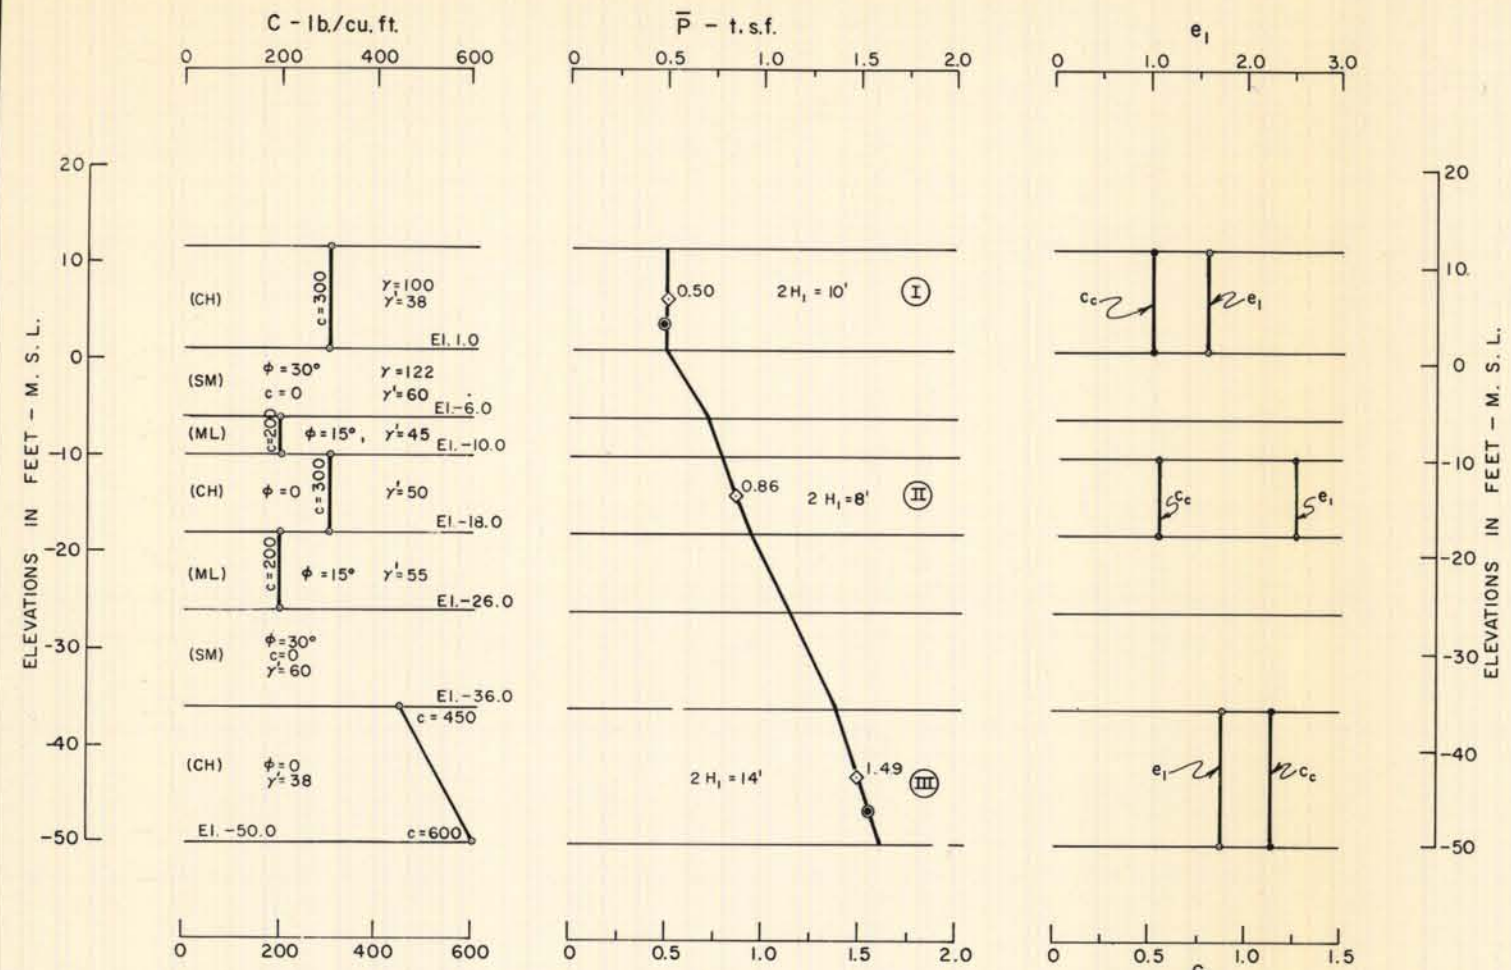 C - lb./cu. ft.
0 200 400 600
P̅ - t.s.f.
0 0.5 1.0 1.5 2.0
e₁
0 1.0 2.0 3.0
ELEVATIONS IN FEET - M. S. L.
20
10
0
-10
-20
-30
-40
-50
(CH)
c=300
γ=100
γ'=38
El. 1.0
(SM)
φ=30°
c=0
γ=122
γ'=60
El.-6.0
(ML)
c=200
φ=15°, γ'=45
El.-10.0
(CH)
φ=0
c=300
γ'=50
El.-18.0
(ML)
c=200
φ=15°
γ'=55
El.-26.0
(SM)
φ=30°
c=0
γ'=60
El.-36.0
c=450
(CH)
φ=0
γ'=38
El. -50.0
c=600
0 200 400 600
0.50
2H₁ = 10'
I
0.86
2 H₁=8'
II
1.49
2 H₁=14'
III
0 0.5 1.0 1.5 2.0
c꜀
e₁
c꜀
e₁
e₁
c꜀
20
10
0
-10
-20
-30
-40
-50
ELEVATIONS IN FEET - M. S. L.
0 0.5 1.0 1.5